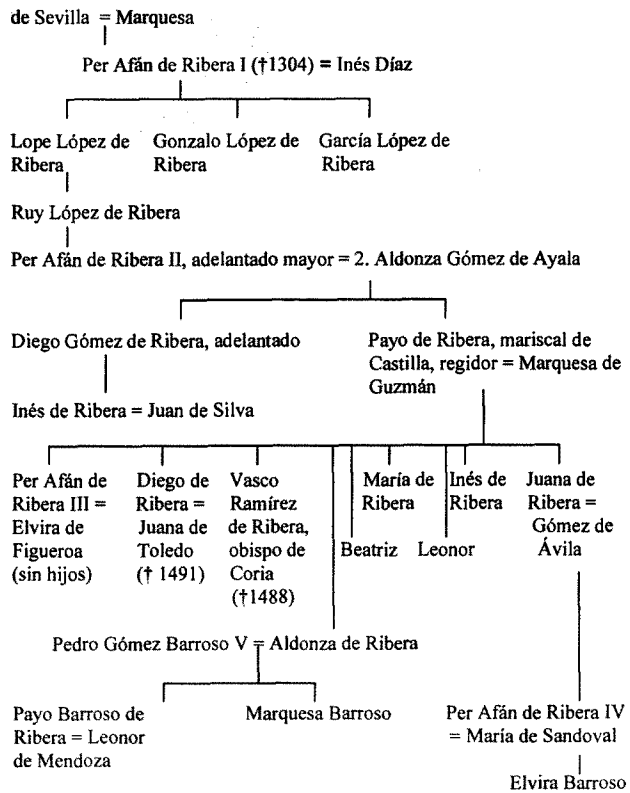 de Sevilla = Marquesa
Per Afán de Ribera I (†1304) = Inés Díaz
Lope López de
Ribera
Gonzalo López de
Ribera
García López de
Ribera
Ruy López de Ribera
Per Afán de Ribera II, adelantado mayor = 2. Aldonza Gómez de Ayala
Diego Gómez de Ribera, adelantado
Payo de Ribera, mariscal de
Castilla, regidor = Marquesa de
Guzmán
Inés de Ribera = Juan de Silva
Per Afán de
Ribera III =
Elvira de
Figueroa
(sin hijos)
Diego de
Ribera =
Juana de
Toledo
(† 1491)
Vasco
Ramírez
de Ribera,
obispo de
Coria
(†1488)
Beatriz
María de
Ribera
Leonor
Inés de
Ribera
Juana de
Ribera =
Gómez de
Ávila
Pedro Gómez Barroso V = Aldonza de Ribera
Payo Barroso de
Ribera = Leonor
de Mendoza
Marquesa Barroso
Per Afán de Ribera IV
= María de Sandoval
Elvira Barroso